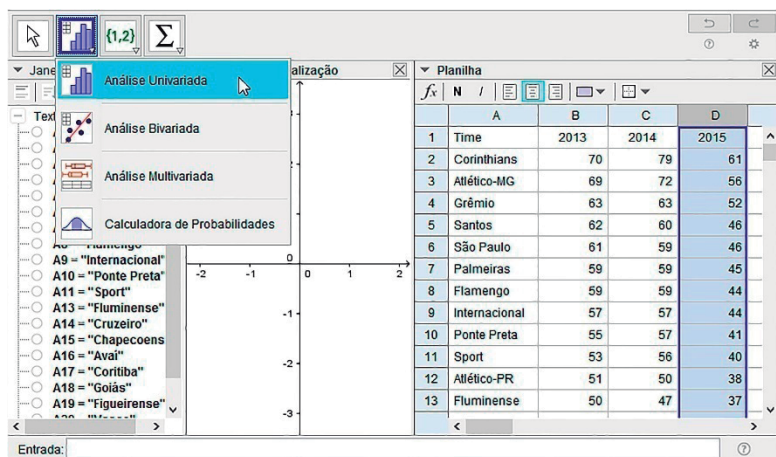 {1,2} Σ
Jane
alização
Planilha
Análise Univariada
Análise Bivariada
Análise Multivariada
Calculadora de Probabilidades
Text
A9 = "Internacional"
A10 = "Ponte Preta"
A11 = "Sport"
A13 = "Fluminense"
A14 = "Cruzeiro"
A15 = "Chapecoens
A16 = "Avaí"
A17 = "Coritiba"
A18 = "Goiás"
A19 = "Figueirense"
0
-2 -1 0 1 2
-1
-2
-3
fx N I
A B C D
1 Time 2013 2014 2015
2 Corinthians 70 79 61
3 Atlético-MG 69 72 56
4 Grêmio 63 63 52
5 Santos 62 60 46
6 São Paulo 61 59 46
7 Palmeiras 59 59 45
8 Flamengo 59 59 44
9 Internacional 57 57 44
10 Ponte Preta 55 57 41
11 Sport 53 56 40
12 Atlético-PR 51 50 38
13 Fluminense 50 47 37
Entrada: